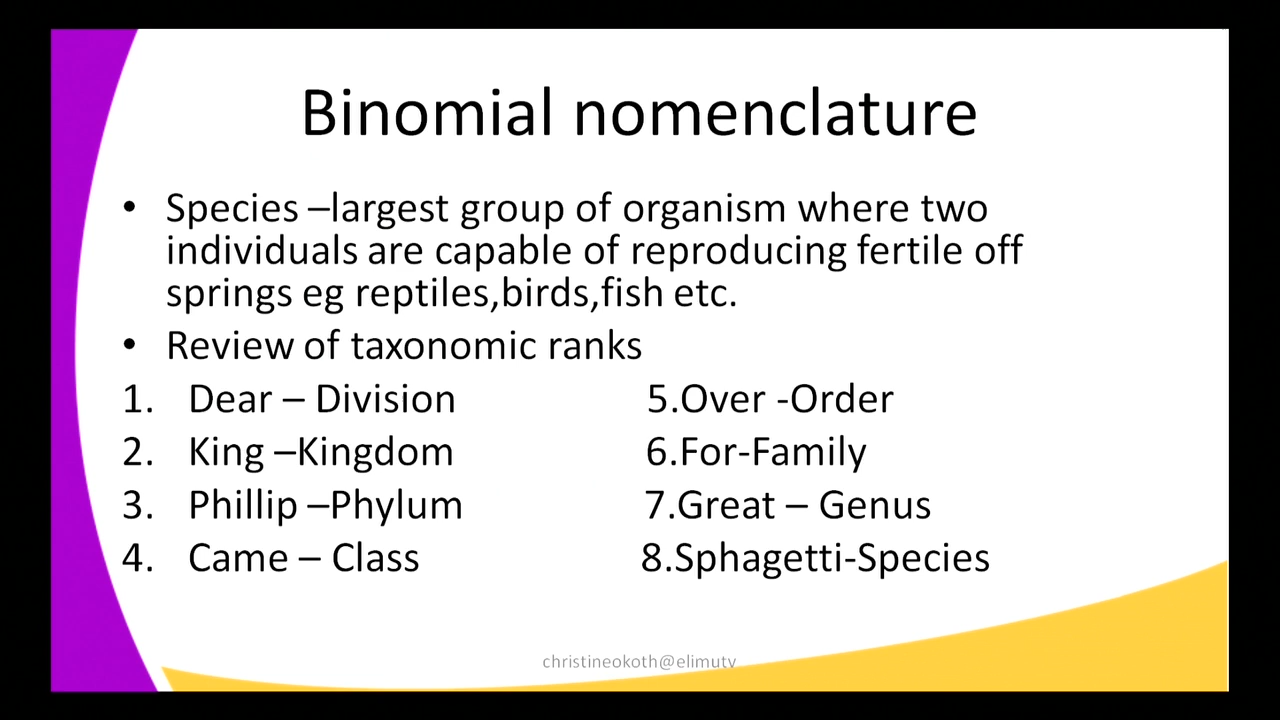 Binomial nomenclature
• Species –largest group of organism where two
individuals are capable of reproducing fertile off
springs eg reptiles,birds,fish etc.
• Review of taxonomic ranks
1. Dear – Division 5.Over -Order
2. King –Kingdom 6.For-Family
3. Phillip –Phylum 7.Great – Genus
4. Came – Class 8.Sphagetti-Species
christineokoth@elimutv